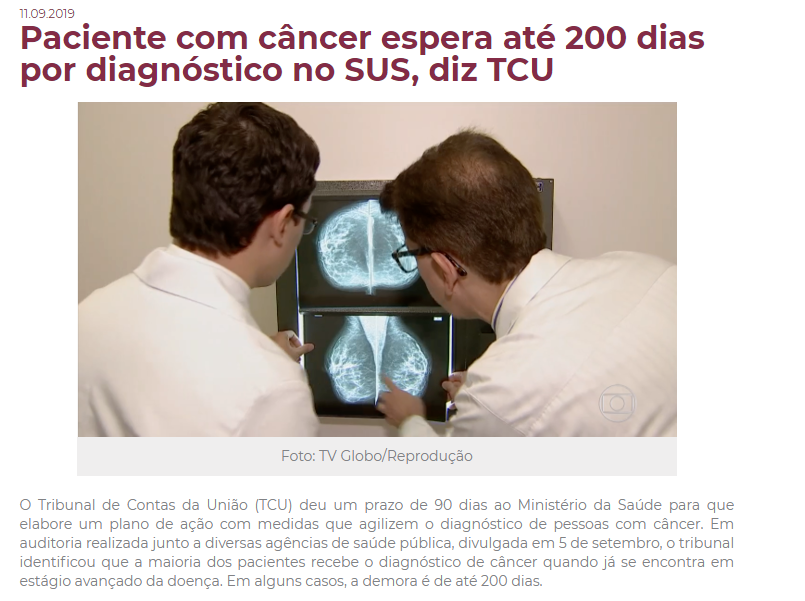 11.09.2019
Paciente com câncer espera até 200 dias
por diagnóstico no SUS, diz TCU
Foto: TV Globo/Reprodução
O Tribunal de Contas da União (TCU) deu um prazo de 90 dias ao Ministério da Saúde para que
elabore um plano de ação com medidas que agilizem o diagnóstico de pessoas com câncer. Em
auditoria realizada junto a diversas agências de saúde pública, divulgada em 5 de setembro, o tribunal
identificou que a maioria dos pacientes recebe o diagnóstico de câncer quando já se encontra em
estágio avançado da doença. Em alguns casos, a demora é de até 200 dias.